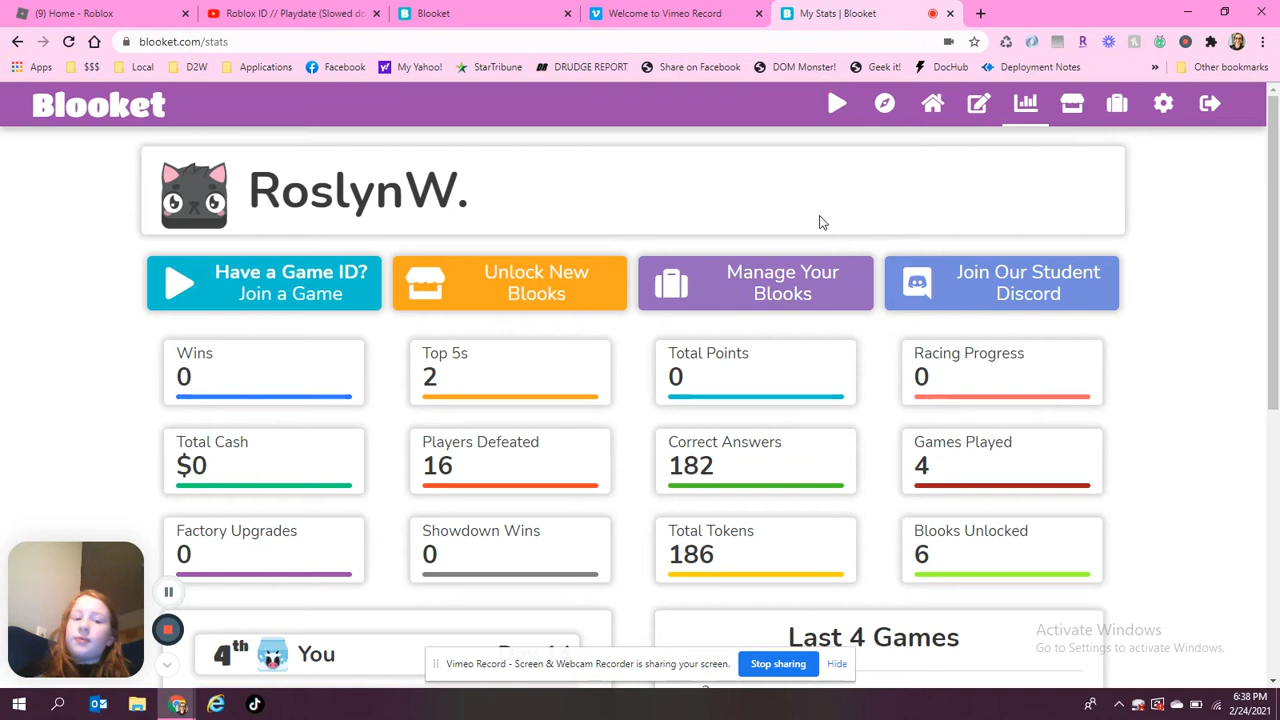 (9) Home - Roblox
Roblox ID // Playdate (Slowed do
Blooket
Welcome to Vimeo Record
My Stats | Blooket
blooket.com/stats
Apps
$$$
Local
D2W
Applications
Facebook
My Yahoo!
StarTribune
DRUDGE REPORT
Share on Facebook
DOM Monster!
Geek it!
DocHub
Deployment Notes
»
Other bookmarks
Blooket
RoslynW.
Have a Game ID?
Join a Game
Unlock New
Blooks
Manage Your
Blooks
Join Our Student
Discord
Wins
0
Top 5s
2
Total Points
0
Racing Progress
0
Total Cash
$0
Players Defeated
16
Correct Answers
182
Games Played
4
Factory Upgrades
0
Showdown Wins
0
Total Tokens
186
Blooks Unlocked
6
4th You
Last 4 Games
Activate Windows
Go to Settings to activate Windows.
Vimeo Record - Screen & Webcam Recorder is sharing your screen.
Stop sharing
Hide
6:38 PM
2/24/2021